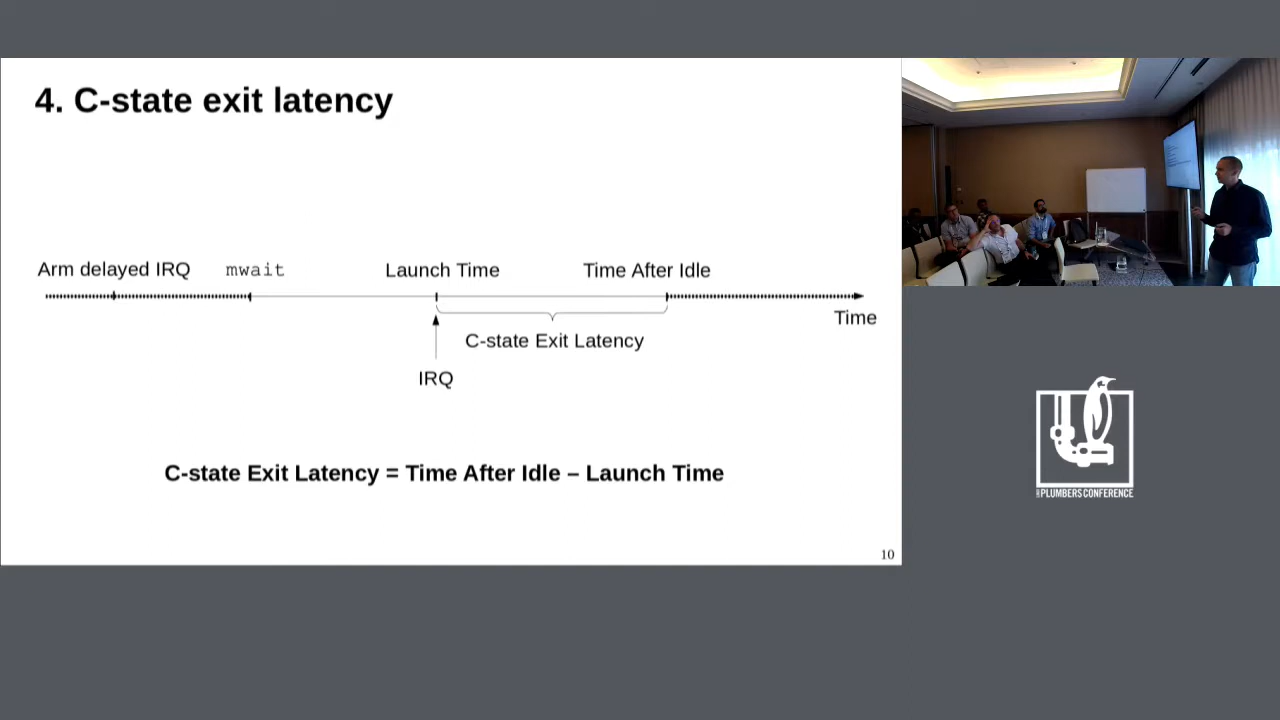 4. C-state exit latency
Arm delayed IRQ mwait Launch Time Time After Idle
Time
C-state Exit Latency
IRQ
C-state Exit Latency = Time After Idle – Launch Time
10
PLUMBERS CONFERENCE